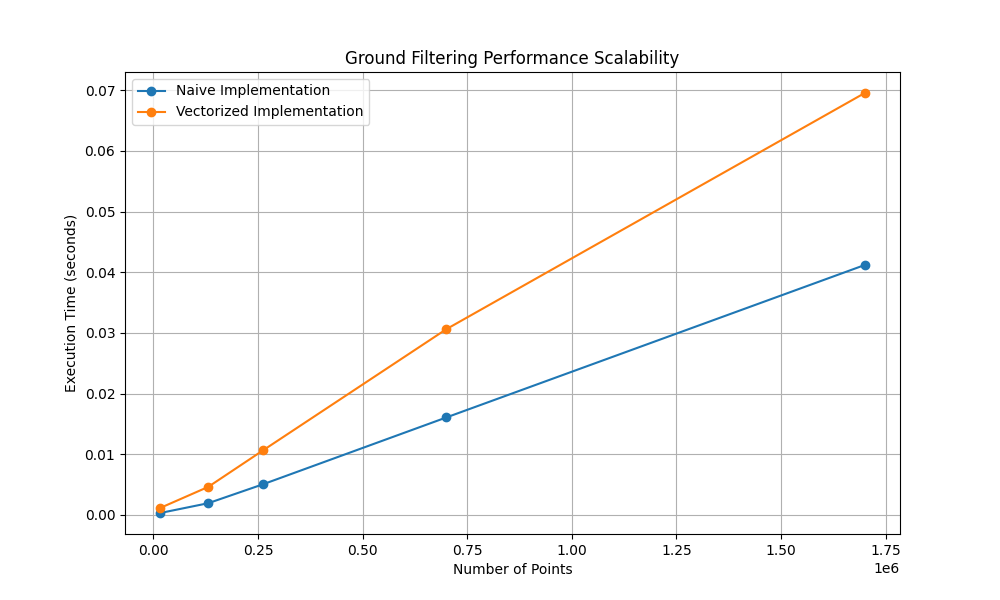 Ground Filtering Performance Scalability
Naive Implementation
Vectorized Implementation
0.07
0.06
0.05
0.04
0.03
0.02
0.01
0.00
Execution Time (seconds)
0.00 0.25 0.50 0.75 1.00 1.25 1.50 1.75
1e6
Number of Points